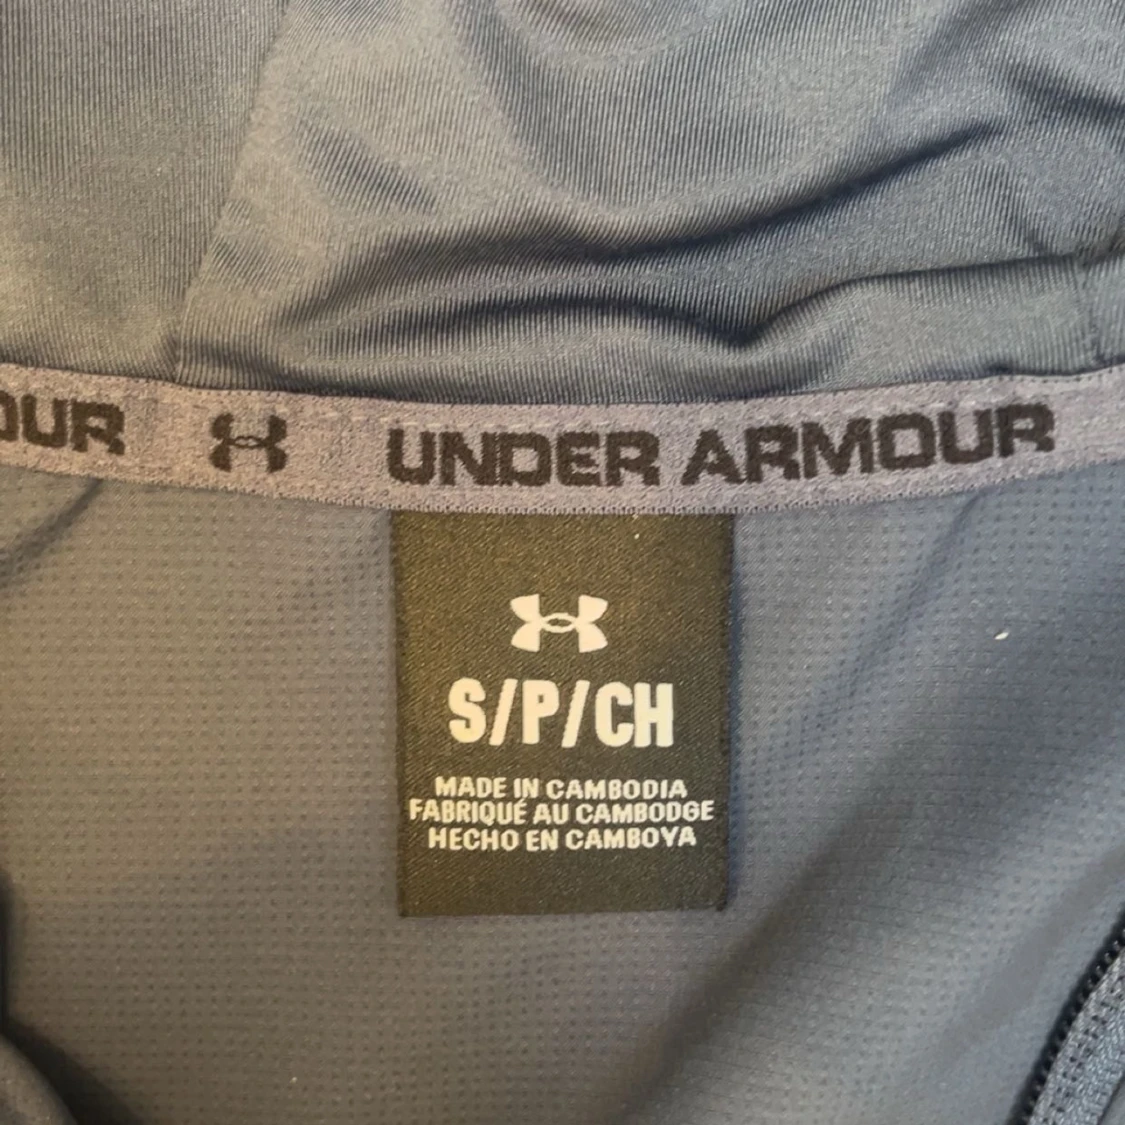 OUR UNDER ARMOUR
S/P/CH
MADE IN CAMBODIA
FABRIQUÉ AU CAMBODGE
HECHO EN CAMBOYA